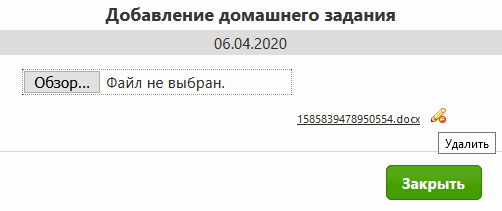 Добавление домашнего задания
06.04.2020
Обзор... Файл не выбран.
1585839478950554.docx
Удалить
Закрыть